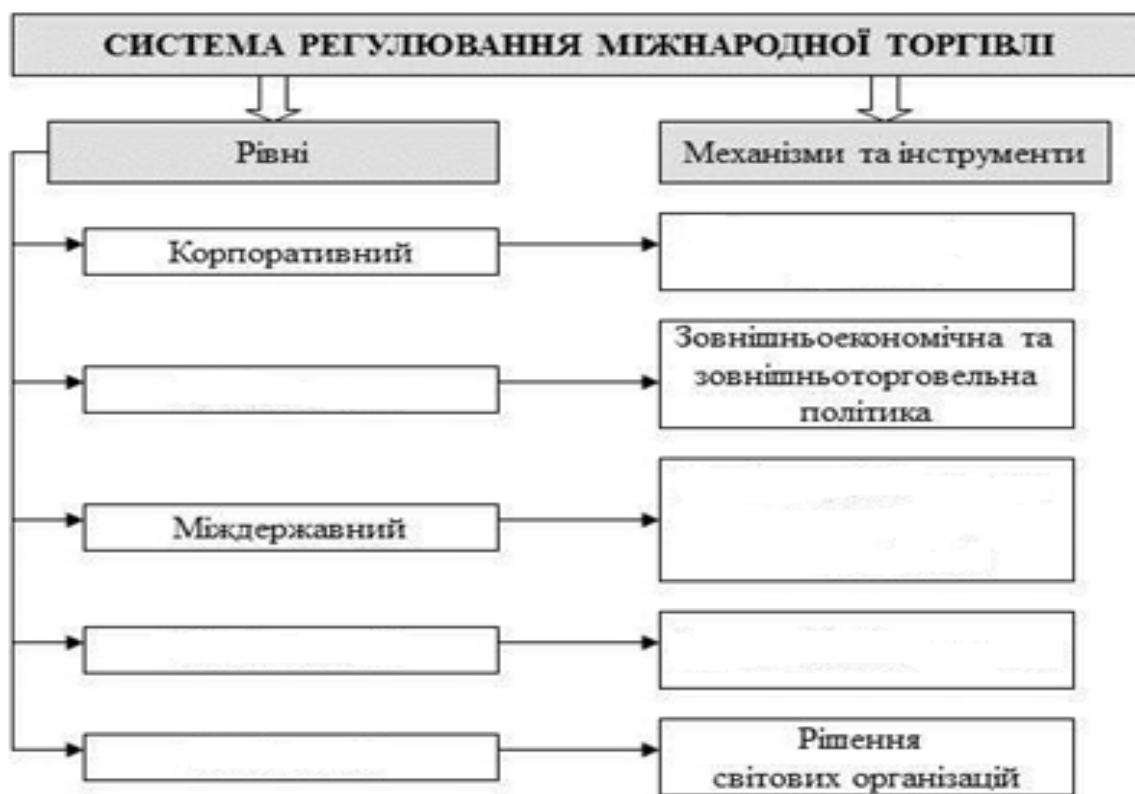 СИСТЕМА РЕГУЛЮВАННЯ МІЖНАРОДНОЇ ТОРГІВЛІ
Рівні
Механізми та інструменти
Корпоративний
Зовнішньоекономічна та
зовнішньоторговельна
політика
Міждержавний
Рішення
світових організацій